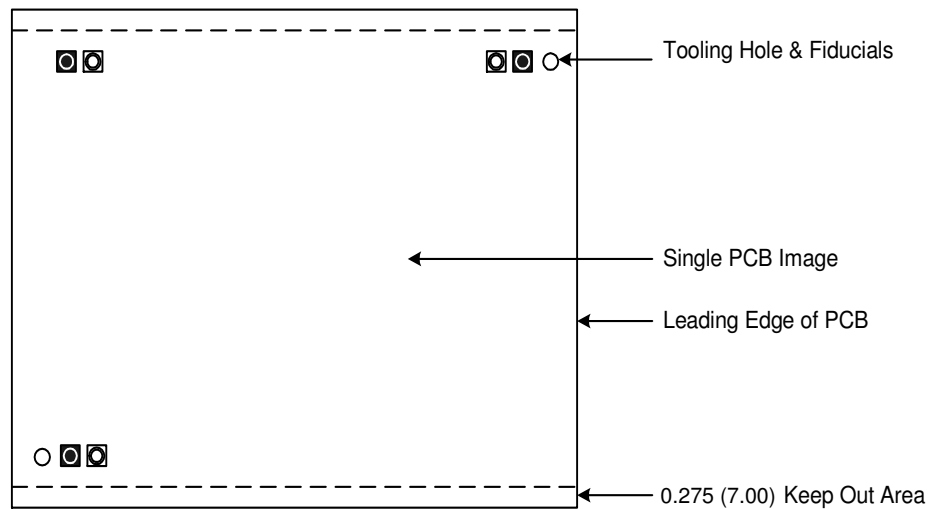 Tooling Hole & Fiducials
Single PCB Image
Leading Edge of PCB
0.275 (7.00) Keep Out Area